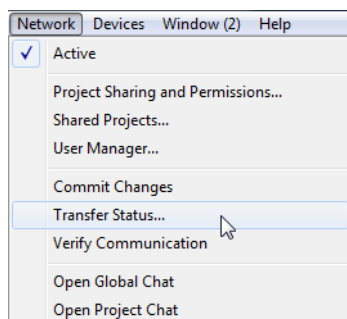 Network Devices Window (2) Help
Active
Project Sharing and Permissions...
Shared Projects...
User Manager...
Commit Changes
Transfer Status...
Verify Communication
Open Global Chat
Open Project Chat